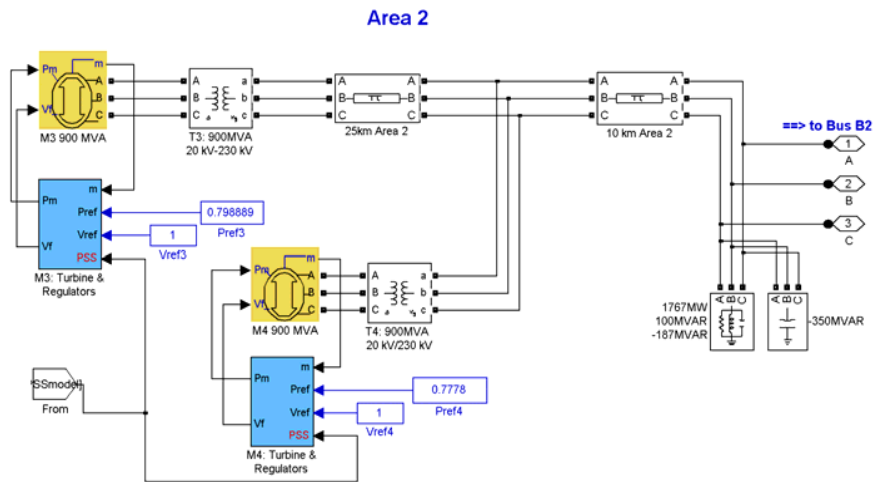 Area 2
Pm
m
A
B
C
Vf
M3 900 MVA
A
B
C
a
b
c
T3: 900MVA
20 kV-230 kV
A
B
C
A
B
C
25km Area 2
A
B
C
A
B
C
10 km Area 2
==> to Bus B2
1
A
2
B
3
C
m
Pm
Pref
Vref
Vf
PSS
M3: Turbine &
Regulators
0.798889
Pref3
1
Vref3
Pm
m
A
B
C
Vf
M4 900 MVA
A
B
C
a
b
c
T4: 900MVA
20 kV/230 kV
A
B
C
1767MW
100MVAR
-187MVAR
A
B
C
-350MVAR
m
Pm
Pref
Vref
Vf
PSS
M4: Turbine &
Regulators
0.7778
Pref4
1
Vref4
SSmodel
From